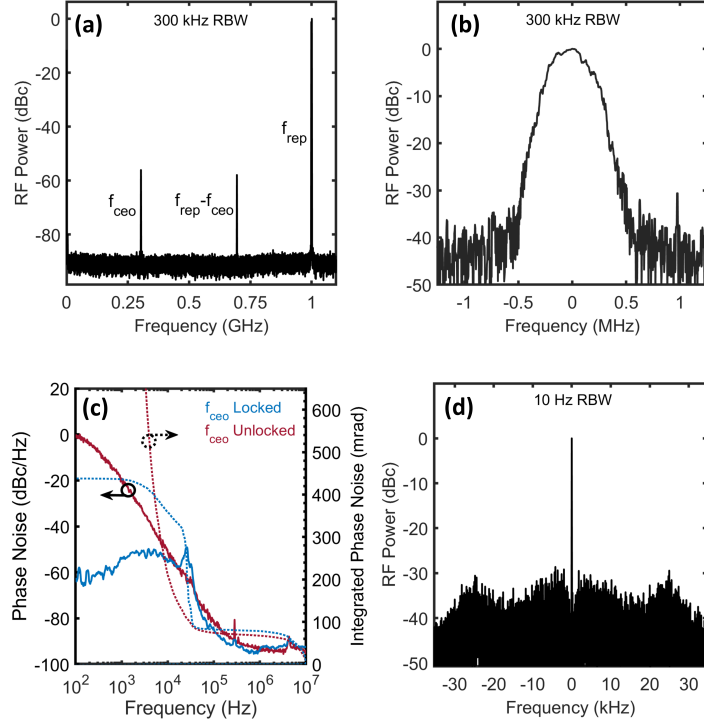 (a)
300 kHz RBW
0
-20
-40
-60
-80
RF Power (dBc)
f_ceo
f_rep-f_ceo
f_rep
0 0.25 0.5 0.75 1
Frequency (GHz)
(b)
300 kHz RBW
0
-10
-20
-30
-40
-50
RF Power (dBc)
-1 -0.5 0 0.5 1
Frequency (MHz)
(c)
f_ceo Locked
f_ceo Unlocked
20
0
-20
-40
-60
-80
-100
Phase Noise (dBc/Hz)
600
500
400
300
200
100
0
Integrated Phase Noise (mrad)
10^2 10^3 10^4 10^5 10^6 10^7
Frequency (Hz)
(d)
10 Hz RBW
0
-10
-20
-30
-40
-50
RF Power (dBc)
-30 -20 -10 0 10 20 30
Frequency (kHz)